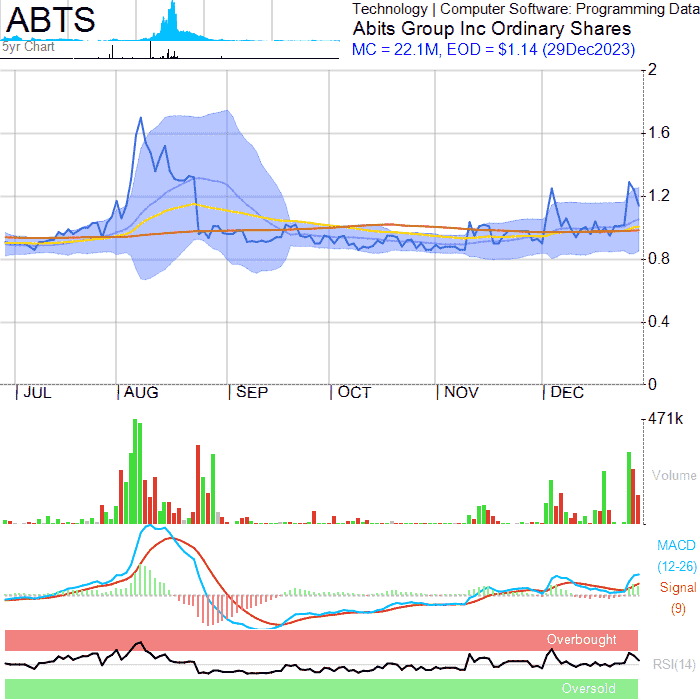 ABTS
5yr Chart
Technology | Computer Software: Programming Data
Abits Group Inc Ordinary Shares
MC = 22.1M, EOD = $1.14 (29Dec2023)
2
1.6
1.2
0.8
0.4
0
JUL AUG SEP OCT NOV DEC
471k
Volume
MACD
(12-26)
Signal
(9)
Overbought
RSI(14)
Oversold